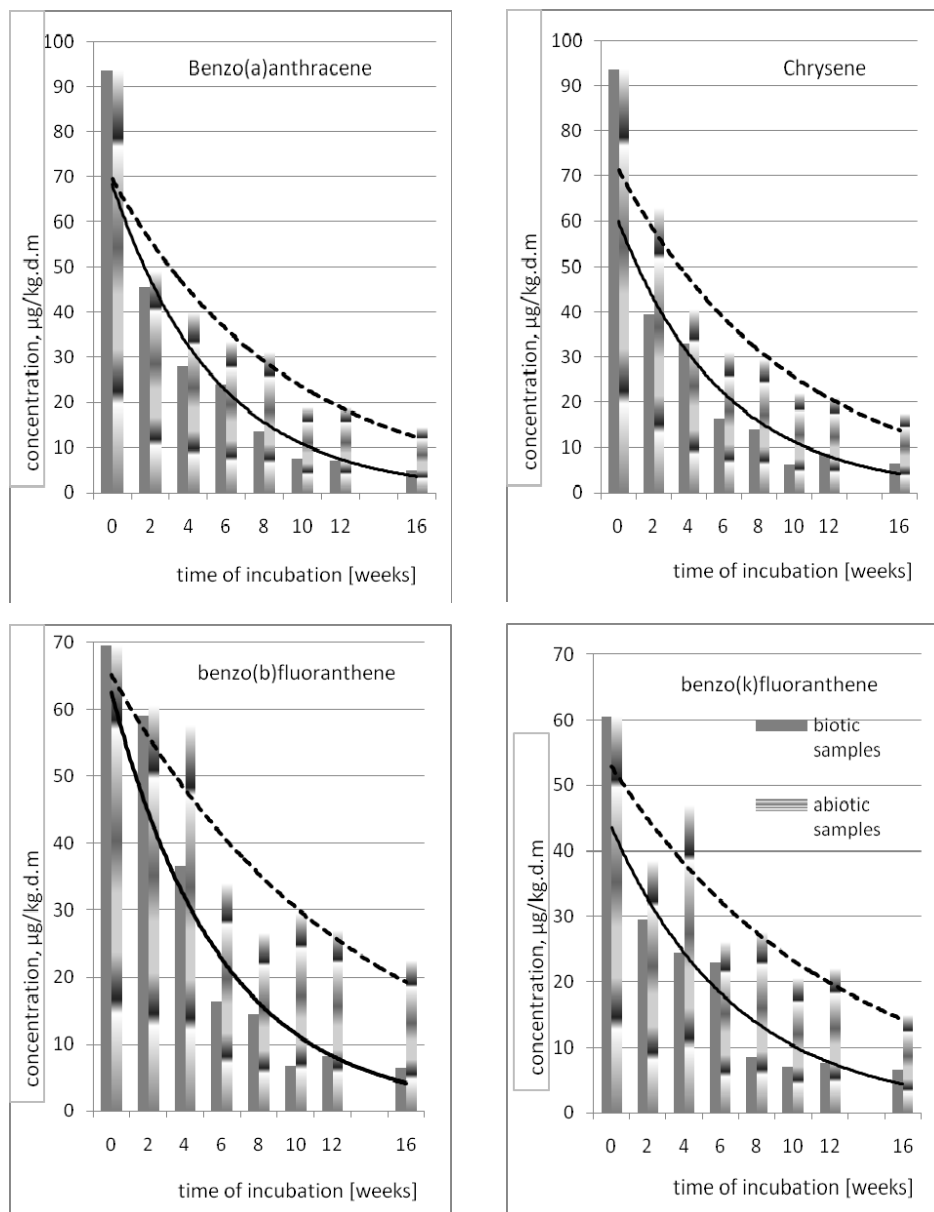 Benzo(a)anthracene
concentration, µg/kg.d.m
100
90
80
70
60
50
40
30
20
10
0
0 2 4 6 8 10 12 16
time of incubation [weeks]
Chrysene
concentration, µg/kg.d.m
100
90
80
70
60
50
40
30
20
10
0
0 2 4 6 8 10 12 16
time of incubation [weeks]
benzo(b)fluoranthene
concentration, µg/kg.d.m
70
60
50
40
30
20
10
0
0 2 4 6 8 10 12 16
time of incubation [weeks]
benzo(k)fluoranthene
biotic
samples
abiotic
samples
concentration, µg/kg.d.m
70
60
50
40
30
20
10
0
0 2 4 6 8 10 12 16
time of incubation [weeks]